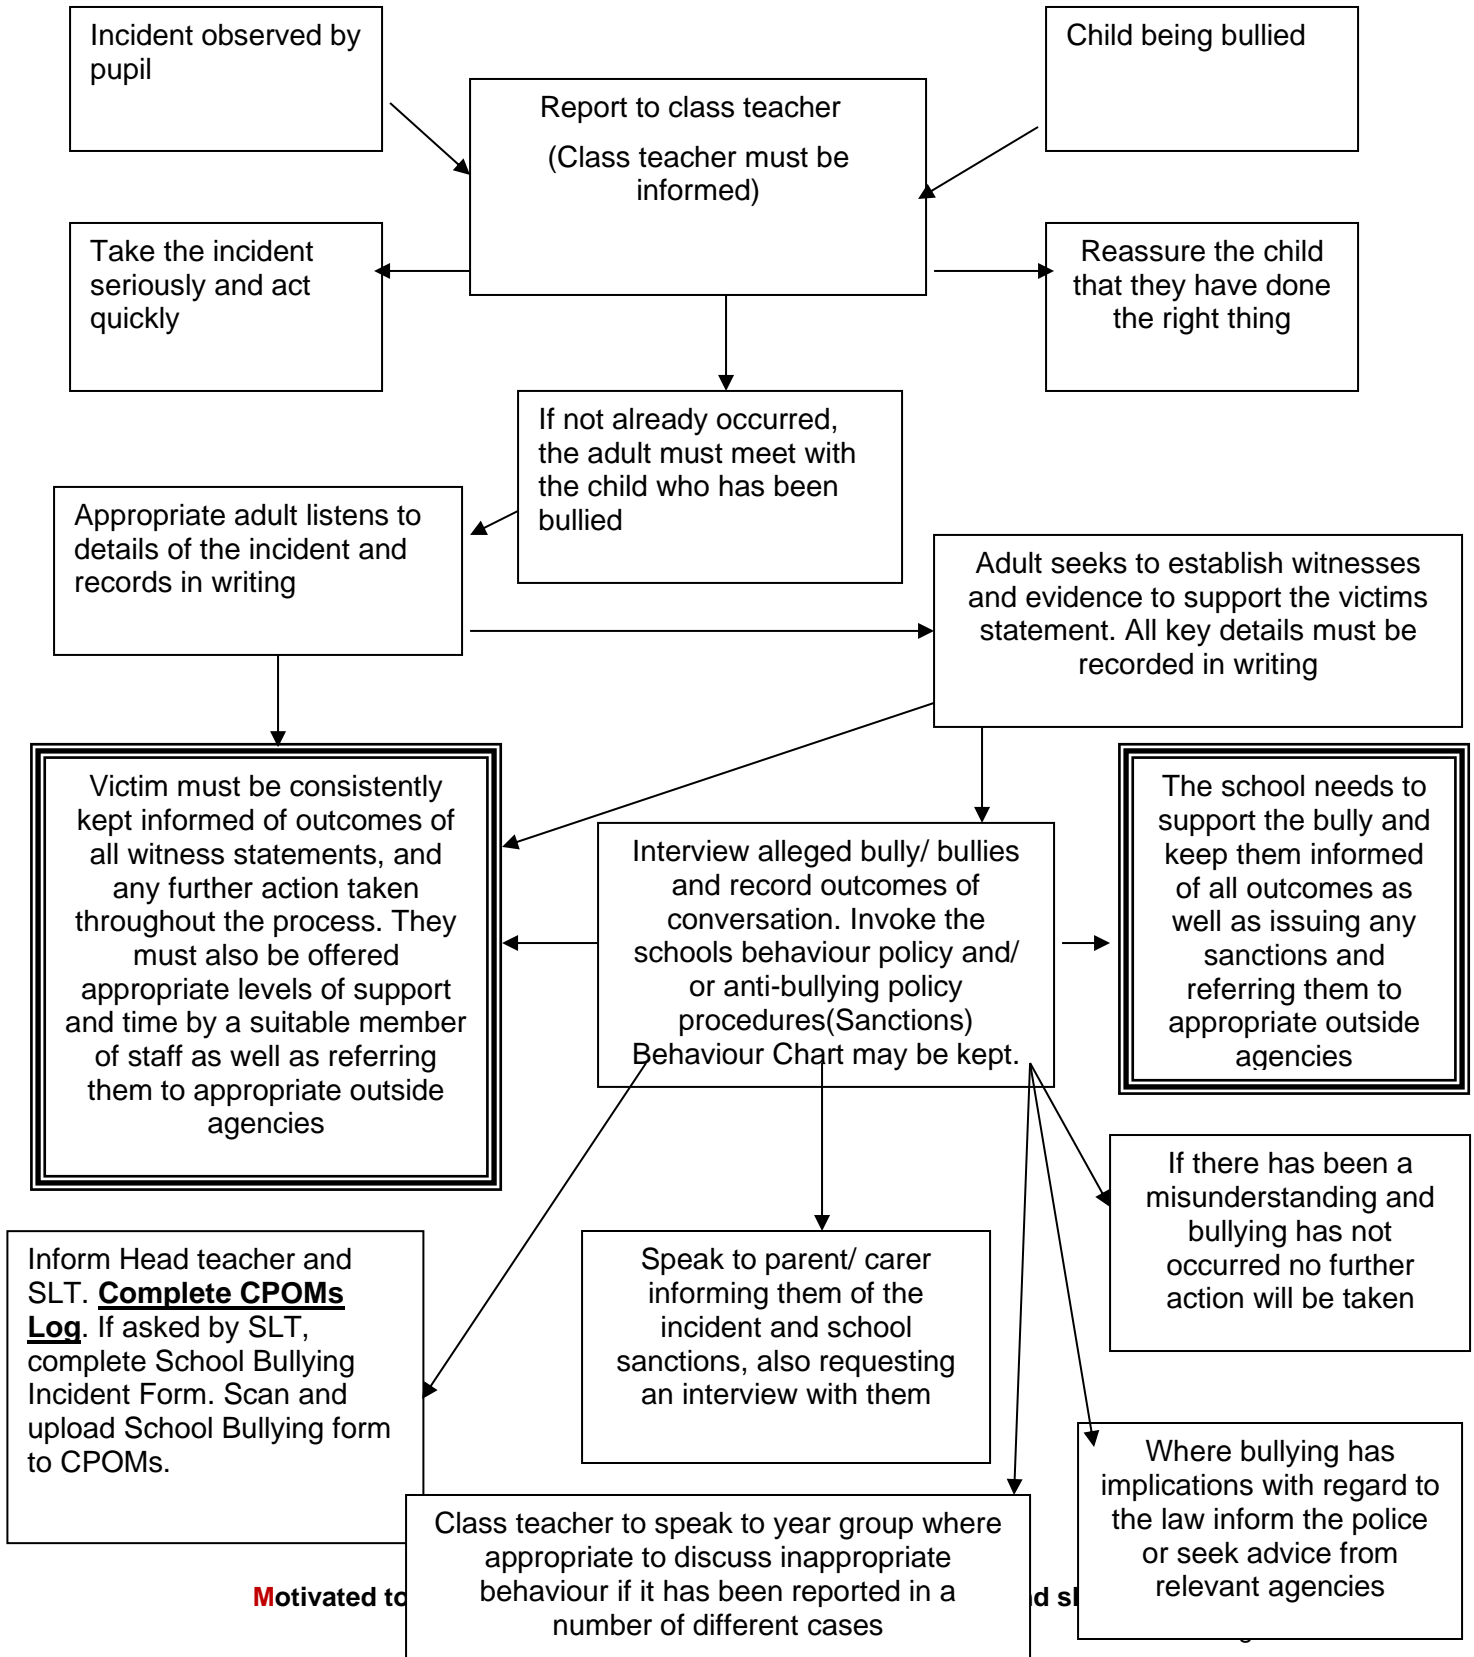 Incident observed by
pupil
Child being bullied
Report to class teacher
(Class teacher must be
informed)
Take the incident
seriously and act
quickly
Reassure the child
that they have done
the right thing
If not already occurred,
the adult must meet with
the child who has been
bullied
Appropriate adult listens to
details of the incident and
records in writing
Adult seeks to establish witnesses
and evidence to support the victims
statement. All key details must be
recorded in writing
Victim must be consistently
kept informed of outcomes of
all witness statements, and
any further action taken
throughout the process. They
must also be offered
appropriate levels of support
and time by a suitable member
of staff as well as referring
them to appropriate outside
agencies
Interview alleged bully/ bullies
and record outcomes of
conversation. Invoke the
schools behaviour policy and/
or anti-bullying policy
procedures(Sanctions)
Behaviour Chart may be kept.
The school needs to
support the bully and
keep them informed
of all outcomes as
well as issuing any
sanctions and
referring them to
appropriate outside
agencies
If there has been a
misunderstanding and
bullying has not
occurred no further
action will be taken
Inform Head teacher and
SLT. Complete CPOMs
Log. If asked by SLT,
complete School Bullying
Incident Form. Scan and
upload School Bullying form
to CPOMs.
Speak to parent/ carer
informing them of the
incident and school
sanctions, also requesting
an interview with them
Where bullying has
implications with regard to
the law inform the police
or seek advice from
relevant agencies
Class teacher to speak to year group where
appropriate to discuss inappropriate
behaviour if it has been reported in a
number of different cases
Motivated to